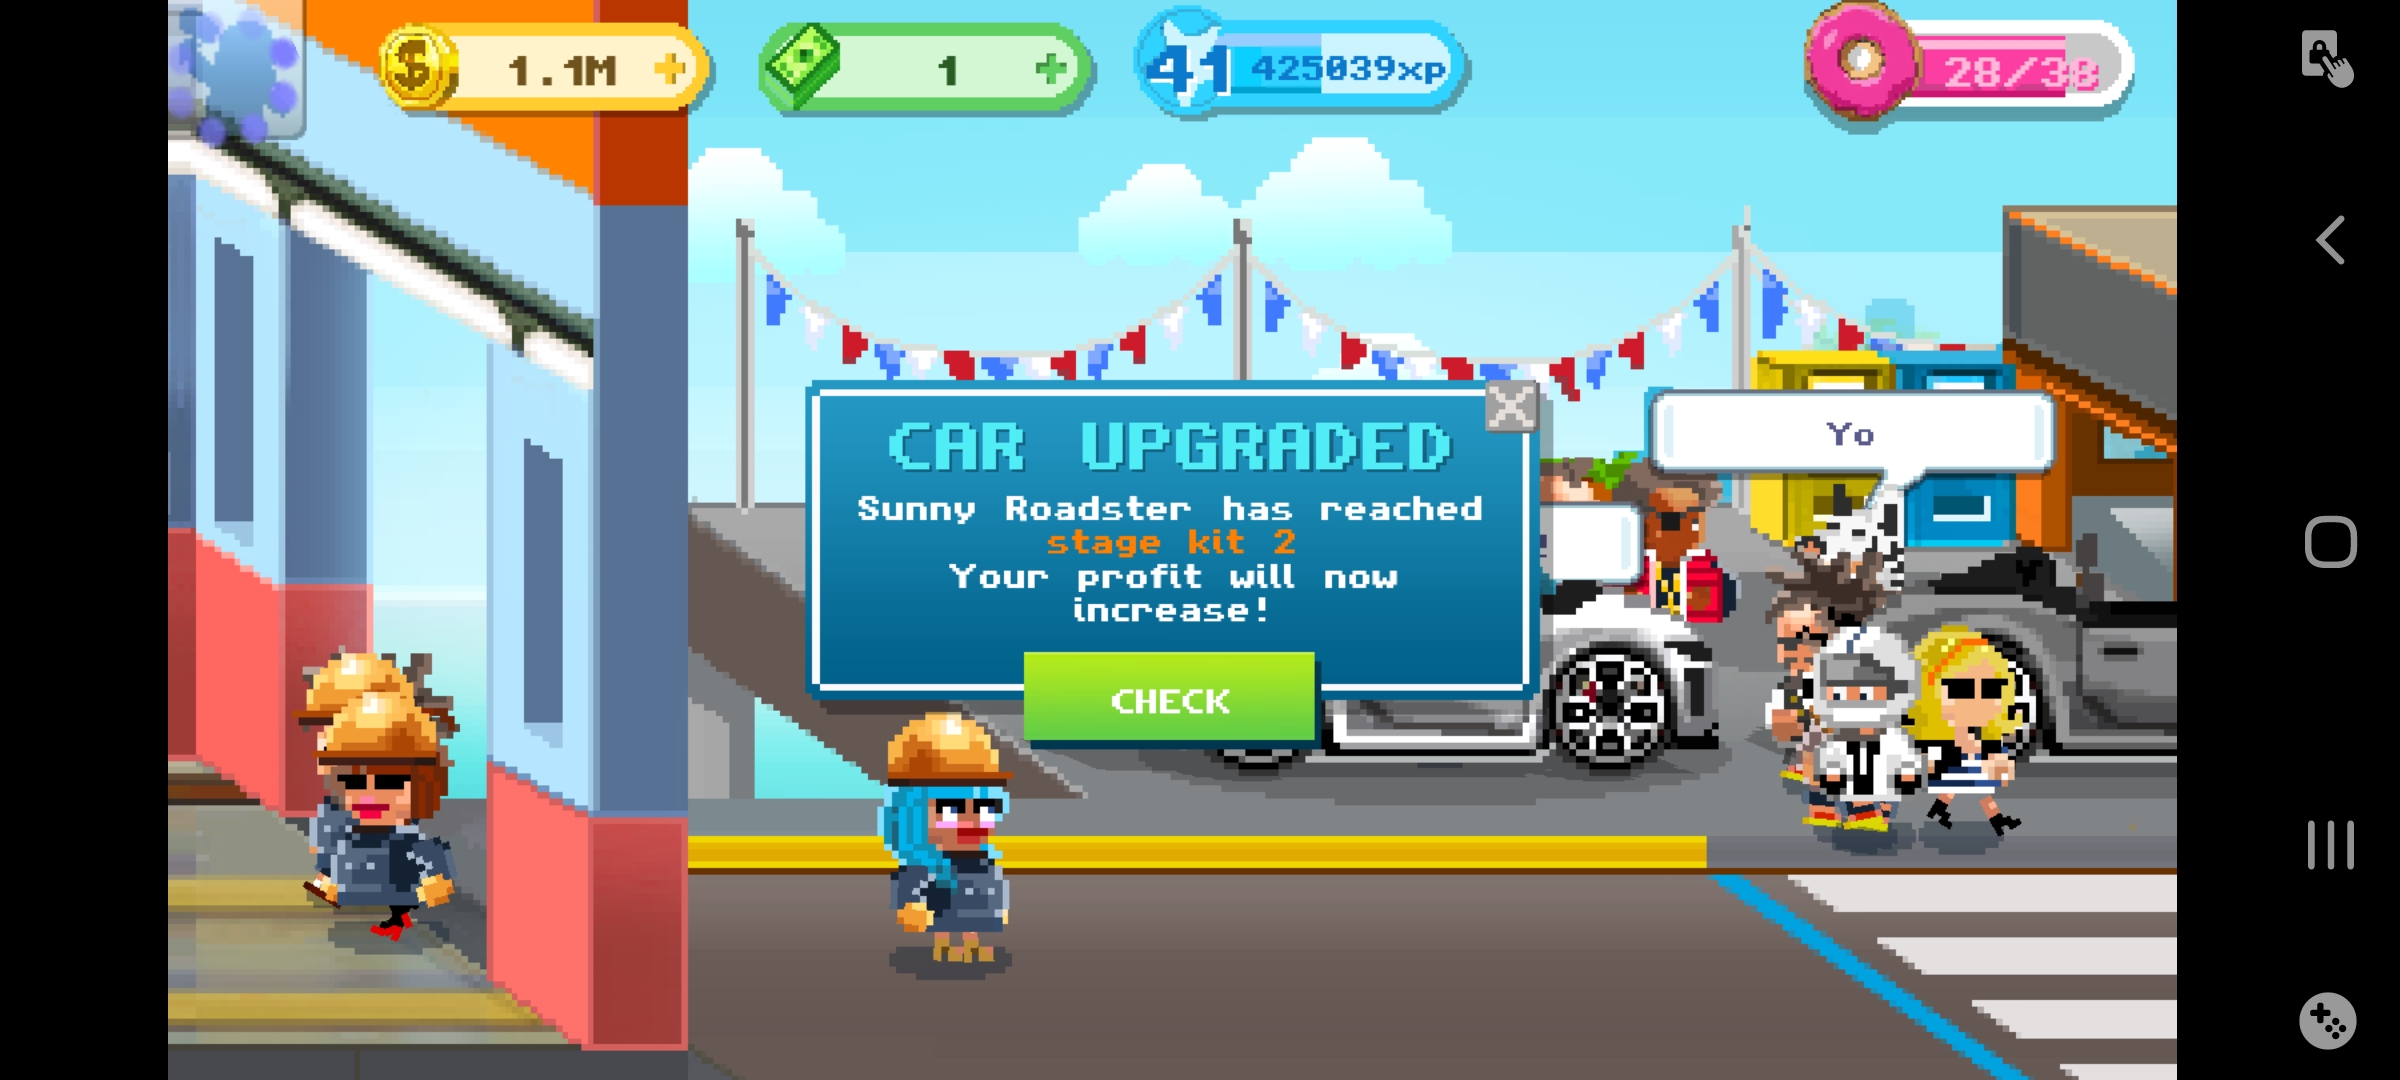 1.1M
1
41
425039xp
28/30
CAR UPGRADED
Sunny Roadster has reached
stage kit 2
Your profit will now
increase!
CHECK
Yo